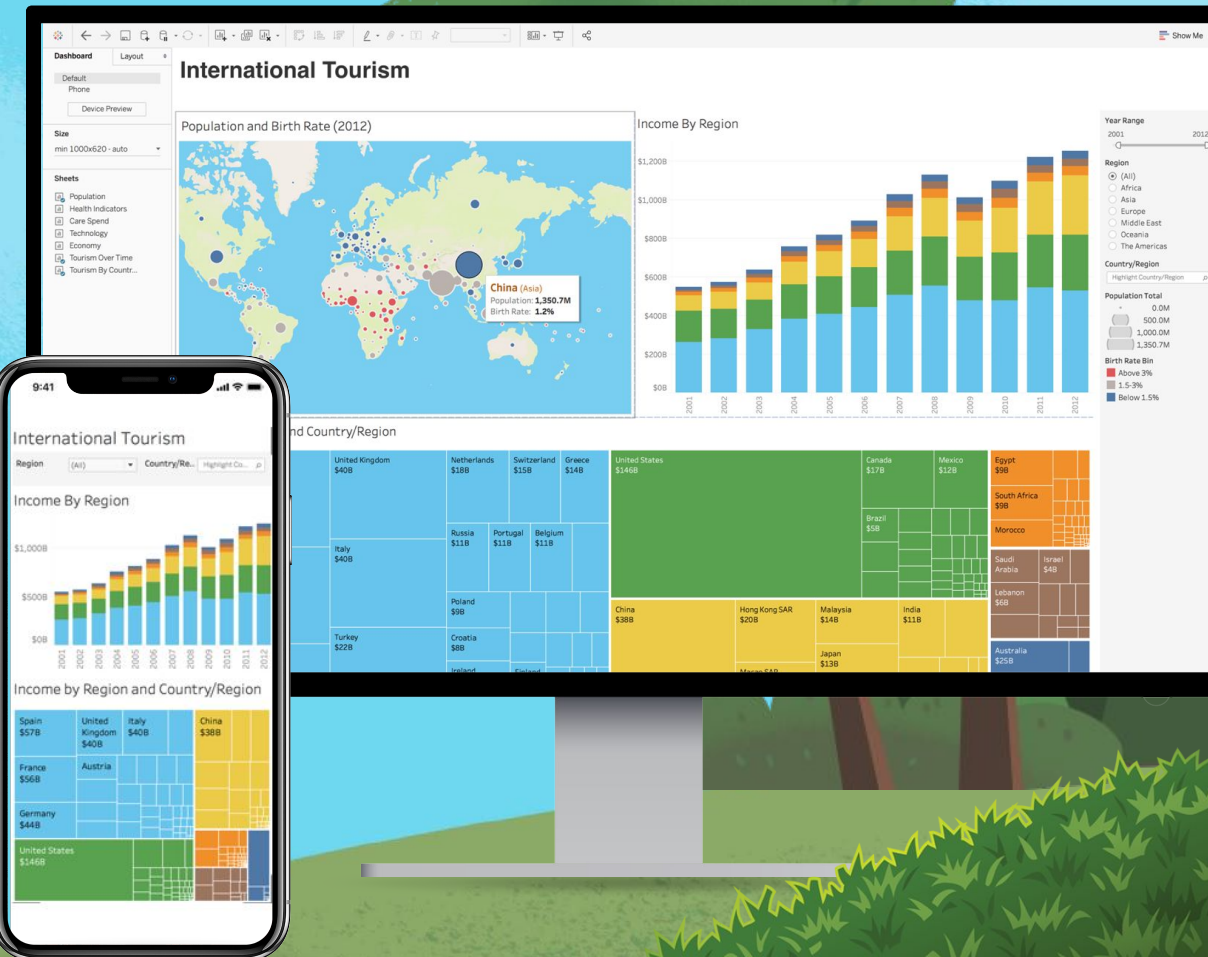 Show Me
Dashboard
Layout
Default
Phone
Device Preview
Size
min 1000x620 - auto
Sheets
Population
Health Indicators
Care Spend
Technology
Economy
Tourism Over Time
Tourism By Countr...
International Tourism
Population and Birth Rate (2012)
China (Asia)
Population: 1,350.7M
Birth Rate: 1.2%
Income By Region
$1,200B
$1,000B
$800B
$600B
$400B
$200B
$0B
2001
2002
2003
2004
2005
2006
2007
2008
2009
2010
2011
2012
Year Range
2001
2012
Region
(All)
Africa
Asia
Europe
Middle East
Oceania
The Americas
Country/Region
Highlight Country/Region
Population Total
0.0M
500.0M
1,000.0M
1,350.7M
Birth Rate Bin
Above 3%
1.5-3%
Below 1.5%
nd Country/Region
United Kingdom
$40B
Italy
$40B
Turkey
$22B
Netherlands
$18B
Switzerland
$15B
Greece
$14B
Russia
$11B
Portugal
$11B
Belgium
$11B
Poland
$9B
Croatia
$8B
United States
$146B
Canada
$17B
Mexico
$12B
Brazil
$5B
China
$38B
Hong Kong SAR
$20B
Malaysia
$14B
India
$11B
Japan
$13B
Egypt
$9B
South Africa
$9B
Morocco
Saudi
Arabia
Israel
$4B
Lebanon
$6B
Australia
$25B
9:41
International Tourism
Region
(All)
Country/Re...
Highlight Co...
Income By Region
$1,000B
$500B
$0B
2001
2002
2003
2004
2005
2006
2007
2008
2009
2010
2011
2012
Income by Region and Country/Region
Spain
$57B
United
Kingdom
$40B
Italy
$40B
China
$38B
France
$56B
Austria
Germany
$44B
United States
$146B